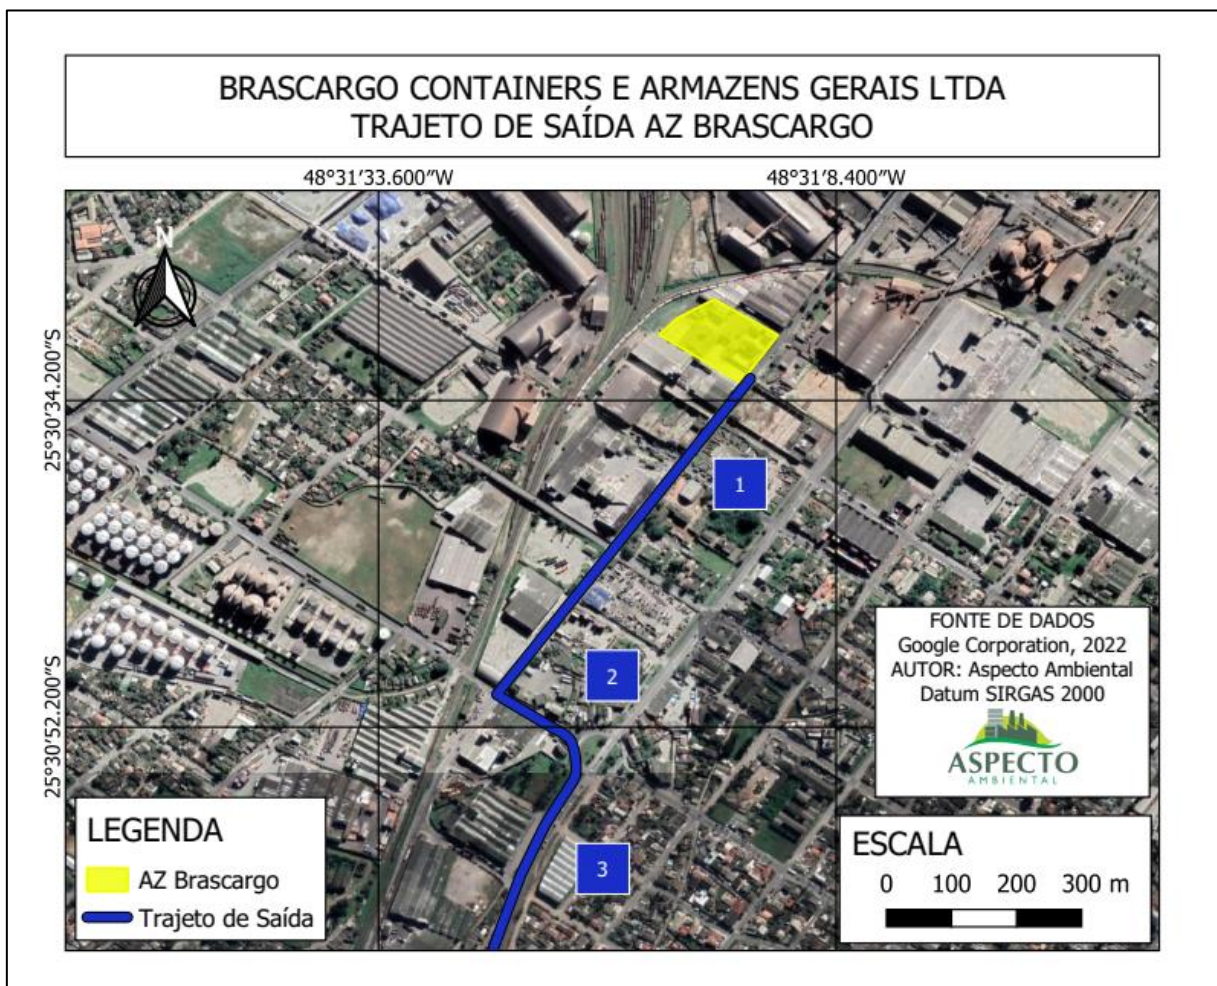 BRASCARGO CONTAINERS E ARMAZENS GERAIS LTDA
TRAJETO DE SAÍDA AZ BRASCARGO
48°31′33.600″W
48°31′8.400″W
N
25°30′34.200″S
1
2
25°30′52.200″S
3
FONTE DE DADOS
Google Corporation, 2022
AUTOR: Aspecto Ambiental
Datum SIRGAS 2000
ASPECTO
AMBIENTAL
LEGENDA
AZ Brascargo
Trajeto de Saída
ESCALA
0 100 200 300 m